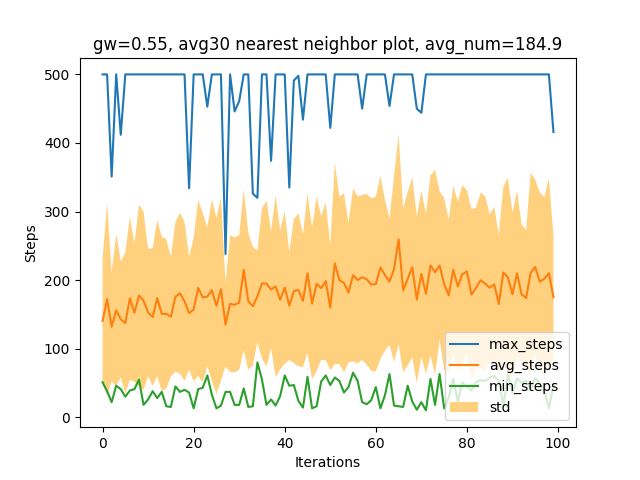 gw=0.55, avg30 nearest neighbor plot, avg_num=184.9
500
400
300
200
100
0
Steps
0 20 40 60 80 100
Iterations
max_steps
avg_steps
min_steps
std